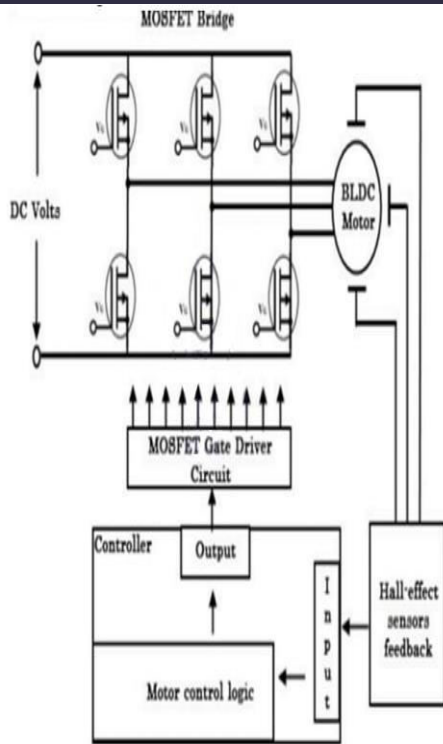 MOSFET Bridge
DC Volts
BLDC
Motor
MOSFET Gate Driver
Circuit
Controller
Output
Input
Hall-effect
sensors
feedback
Motor control logic